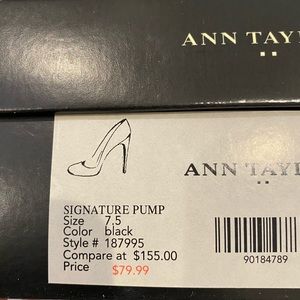 ANN TAY
ANN TAY
SIGNATURE PUMP
Size 7.5
Color black
Style # 187995
Compare at $155.00
Price $79.99
90184789